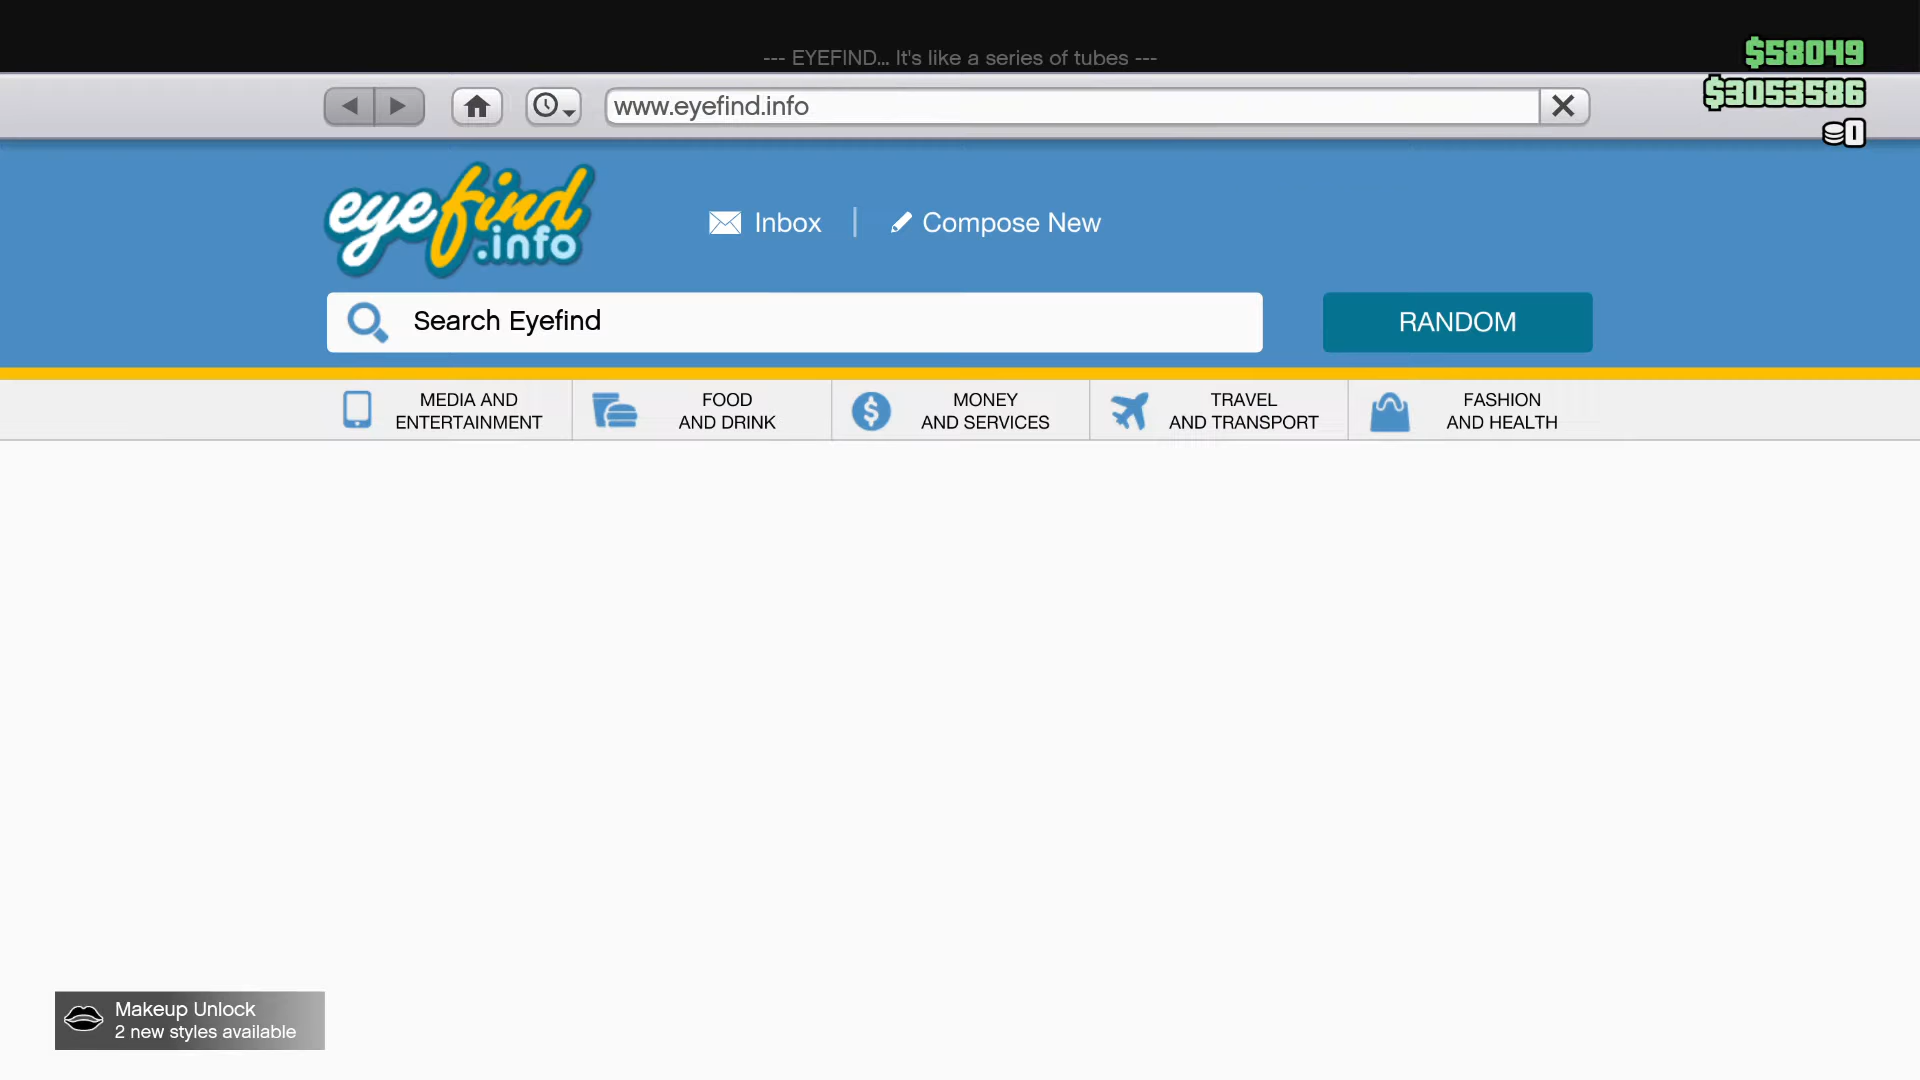 --- EYEFIND... It's like a series of tubes ---
$58049
$3053586
1
www.eyefind.info
eyefind.info
Inbox
Compose New
Search Eyefind
RANDOM
MEDIA AND
ENTERTAINMENT
FOOD
AND DRINK
MONEY
AND SERVICES
TRAVEL
AND TRANSPORT
FASHION
AND HEALTH
Makeup Unlock
2 new styles available